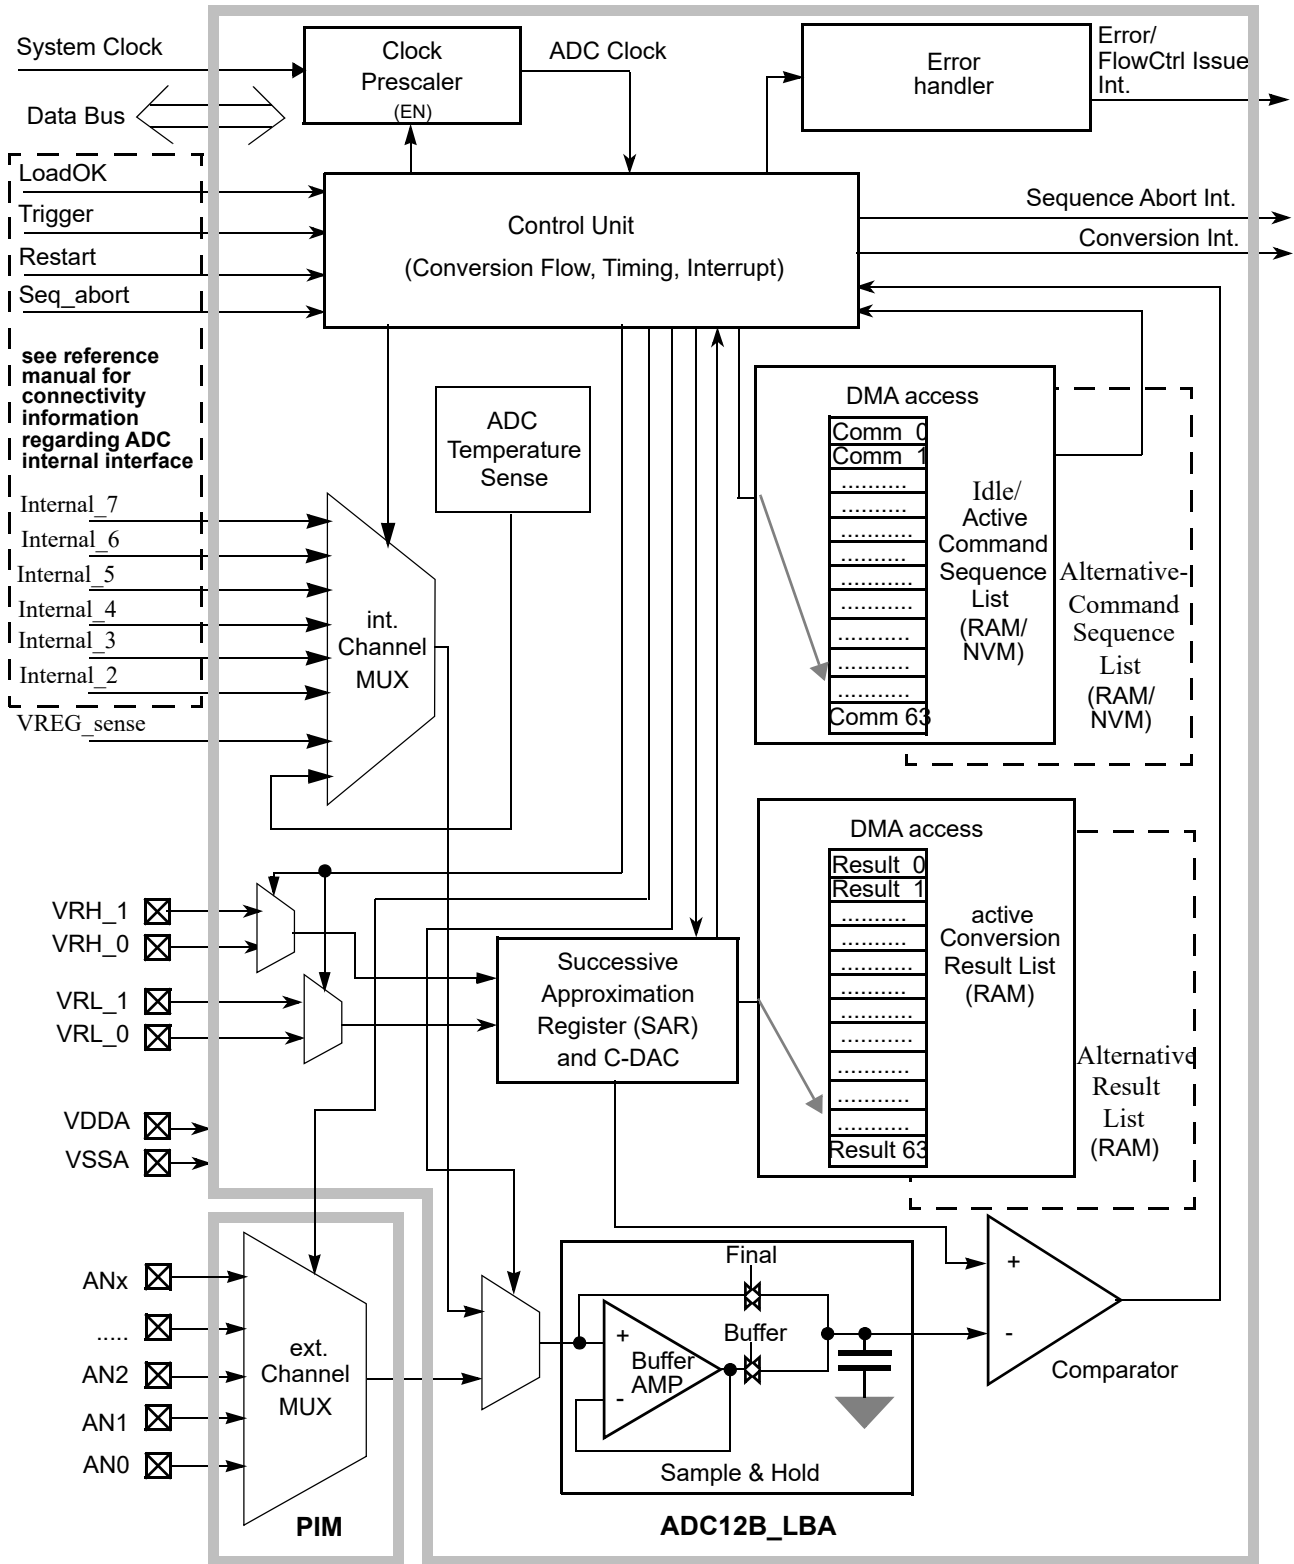 System Clock
Clock
Prescaler
(EN)
ADC Clock
Error
handler
Error/
FlowCtrl Issue
Int.
Data Bus
LoadOK
Trigger
Restart
Seq_abort
Control Unit
(Conversion Flow, Timing, Interrupt)
Sequence Abort Int.
Conversion Int.
see reference
manual for
connectivity
information
regarding ADC
internal interface
ADC
Temperature
Sense
Internal_7
Internal_6
Internal_5
Internal_4
Internal_3
Internal_2
VREG_sense
int.
Channel
MUX
DMA access
Comm 0
Comm 1
..........
..........
...........
...........
...........
...........
...........
...........
...........
Comm 63
Idle/
Active
Command
Sequence
List
(RAM/
NVM)
Alternative-
Command
Sequence
List
(RAM/
NVM)
DMA access
Result 0
Result 1
..........
..........
...........
...........
...........
...........
...........
...........
...........
Result 63
active
Conversion
Result List
(RAM)
Alternative
Result
List
(RAM)
VRH_1
VRH_0
VRL_1
VRL_0
VDDA
VSSA
Successive
Approximation
Register (SAR)
and C-DAC
ANx
.....
AN2
AN1
AN0
ext.
Channel
MUX
PIM
Final
Buffer
+
Buffer
AMP
-
Sample & Hold
+
-
Comparator
ADC12B_LBA